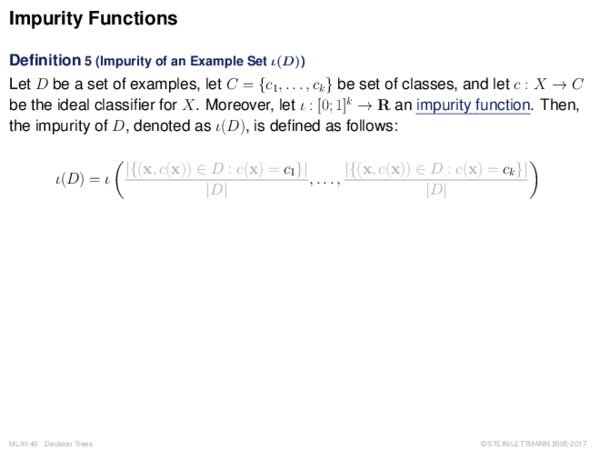 Impurity Functions
Definition 5 (Impurity of an Example Set ι(D))
Let D be a set of examples, let C = {c₁, . . . , cₖ} be set of classes, and let c : X → C
be the ideal classifier for X. Moreover, let ι : [0; 1]ᵏ → R an impurity function. Then,
the impurity of D, denoted as ι(D), is defined as follows:
ι(D) = ι ( |{(x, c(x)) ∈ D : c(x) = c₁}| / |D| , . . . , |{(x, c(x)) ∈ D : c(x) = cₖ}| / |D| )
ML:III-40 Decision Trees
© STEIN/LETTMANN 2005-2017